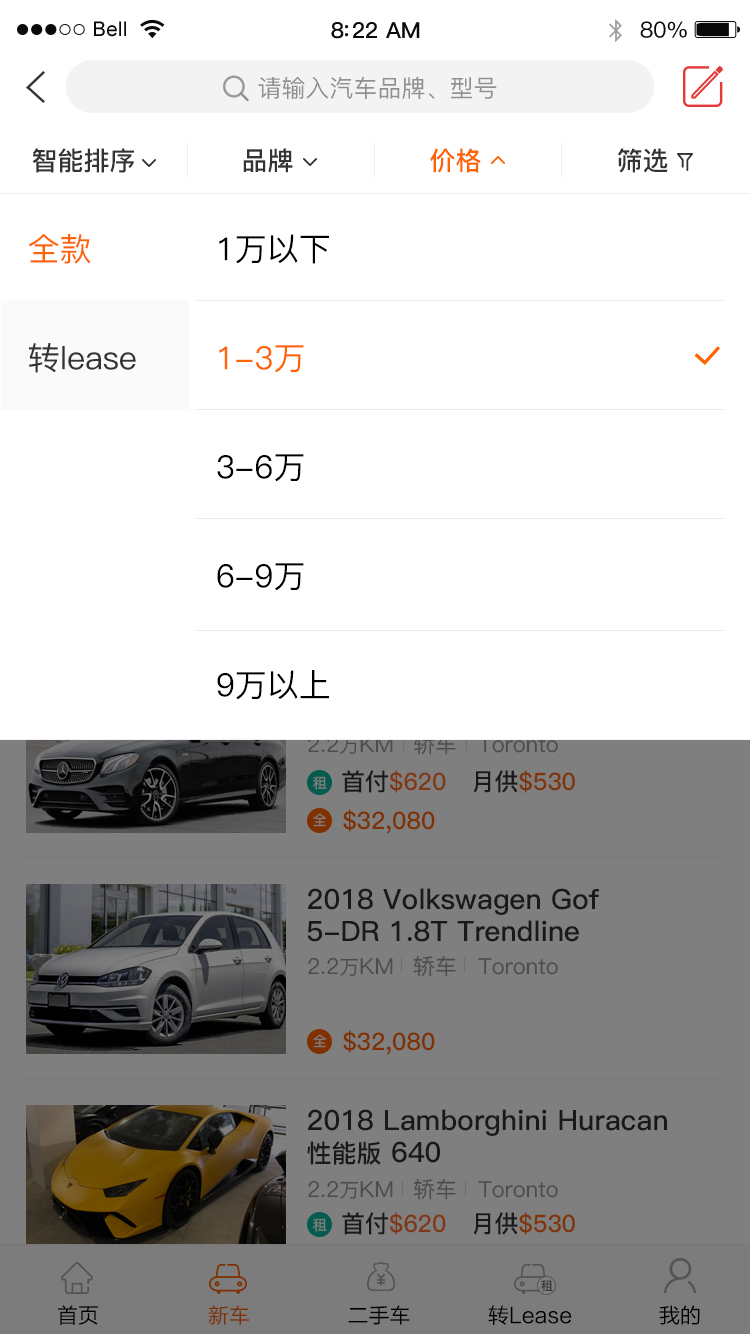 Bell 8:22 AM 80%
请输入汽车品牌、型号
智能排序 品牌 价格 筛选
全款 1万以下
转lease 1-3万
3-6万
6-9万
9万以上
2.2万KM 轿车 Toronto
租 首付$620 月供$530
全 $32,080
2018 Volkswagen Gof
5-DR 1.8T Trendline
2.2万KM 轿车 Toronto
全 $32,080
2018 Lamborghini Huracan
性能版 640
2.2万KM 轿车 Toronto
租 首付$620 月供$530
¥ 租
首页 新车 二手车 转Lease 我的